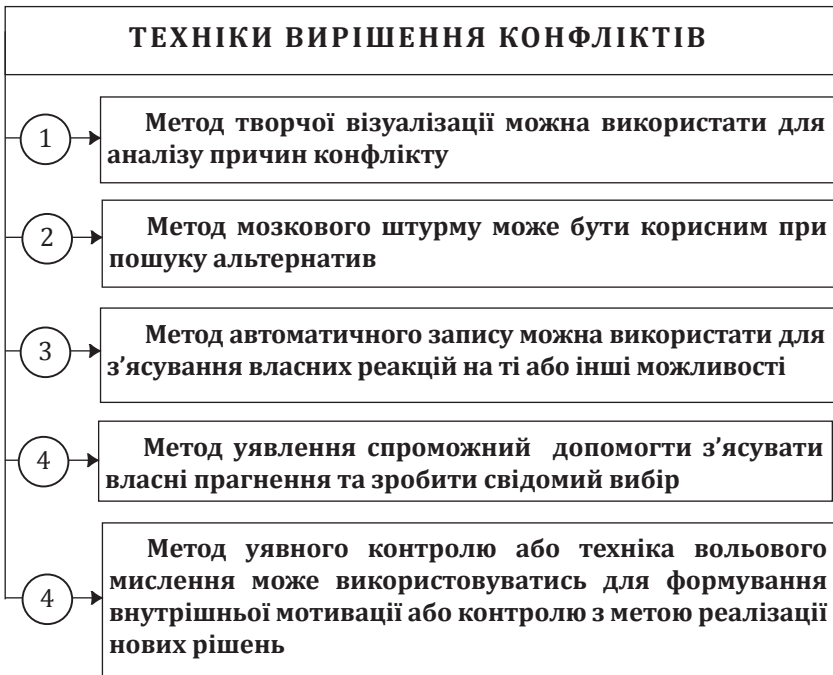 ТЕХНІКИ ВИРІШЕННЯ КОНФЛІКТІВ
1
Метод творчої візуалізації можна використати для
аналізу причин конфлікту
2
Метод мозкового штурму може бути корисним при
пошуку альтернатив
3
Метод автоматичного запису можна використати для
з’ясування власних реакцій на ті або інші можливості
4
Метод уявлення спроможний допомогти з’ясувати
власні прагнення та зробити свідомий вибір
4
Метод уявного контролю або техніка вольового
мислення може використовуватись для формування
внутрішньої мотивації або контролю з метою реалізації
нових рішень